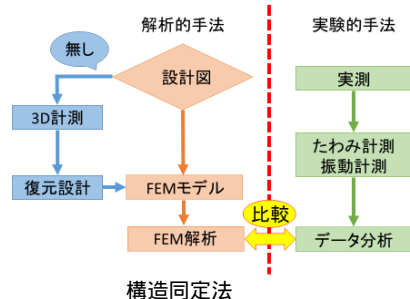 解析的手法
実験的手法
無し
設計図
実測
3D計測
たわみ計測
振動計測
復元設計
FEMモデル
比較
FEM解析
データ分析
構造同定法